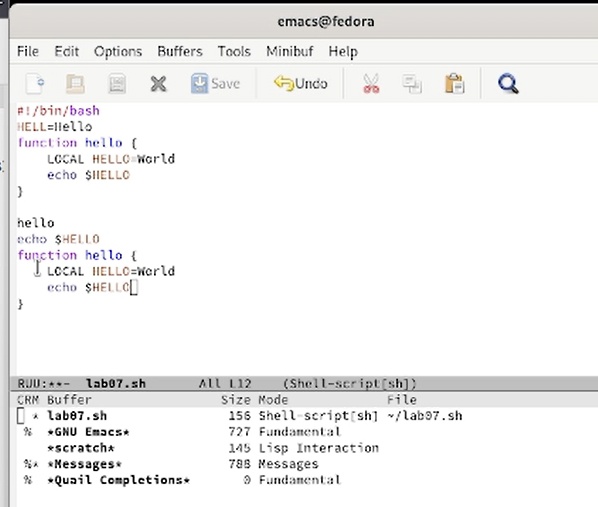 emacs@fedora
File Edit Options Buffers Tools Minibuf Help
Save Undo
#!/bin/bash
HELL=Hello
function hello {
    LOCAL HELLO=World
    echo $HELLO
}
hello
echo $HELLO
function hello {
    LOCAL HELLO=World
    echo $HELLO
}
RUU:**-  lab07.sh       All L12    (Shell-script[sh])
CRM Buffer                Size Mode             File
  * lab07.sh               156 Shell-script[sh] ~/lab07.sh
 %  *GNU Emacs*            727 Fundamental
    *scratch*              145 Lisp Interaction
 %* *Messages*             788 Messages
 %  *Quail Completions*      0 Fundamental